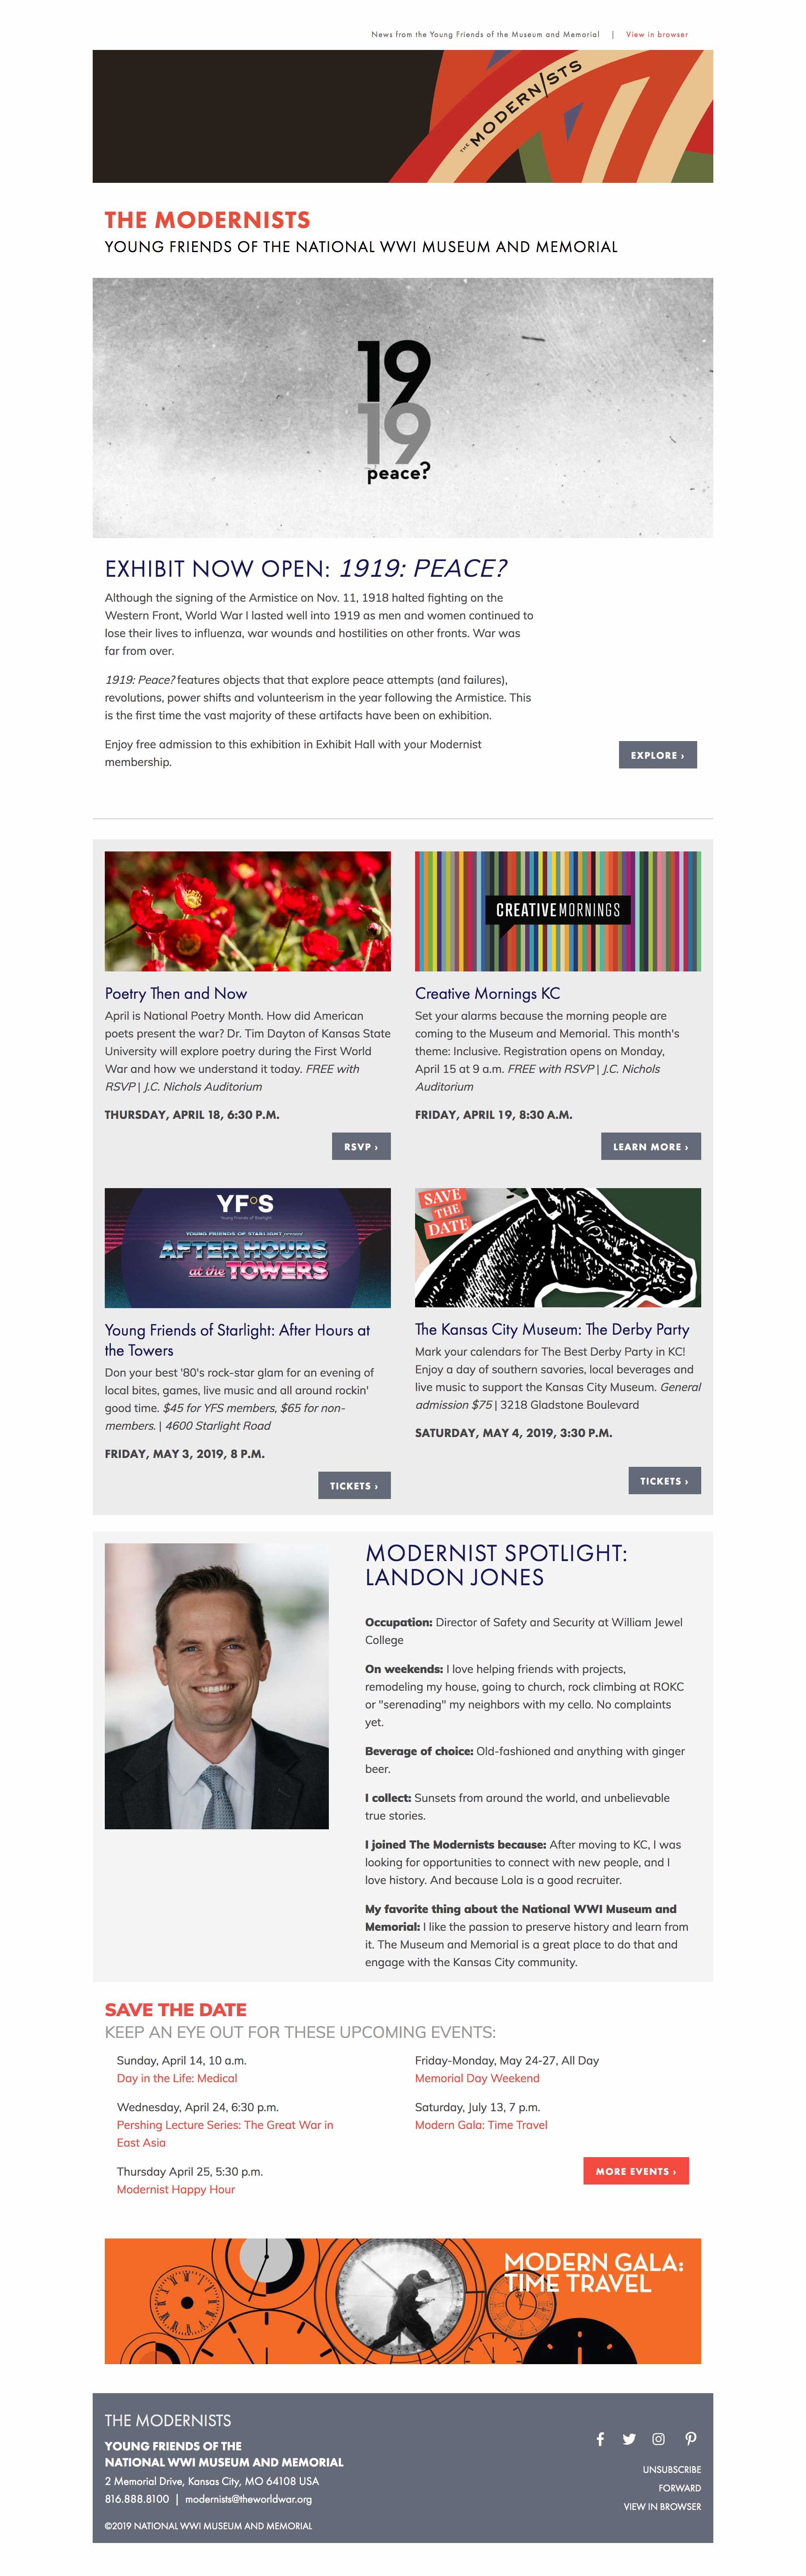 News from the Young Friends of the Museum and Memorial | View in browser
THE MODERN/STS
THE MODERNISTS
YOUNG FRIENDS OF THE NATIONAL WWI MUSEUM AND MEMORIAL
19
19
peace?
EXHIBIT NOW OPEN: 1919: PEACE?
Although the signing of the Armistice on Nov. 11, 1918 halted fighting on the
Western Front, World War I lasted well into 1919 as men and women continued to
lose their lives to influenza, war wounds and hostilities on other fronts. War was
far from over.
1919: Peace? features objects that that explore peace attempts (and failures),
revolutions, power shifts and volunteerism in the year following the Armistice. This
is the first time the vast majority of these artifacts have been on exhibition.
Enjoy free admission to this exhibition in Exhibit Hall with your Modernist
membership.
EXPLORE ›
Poetry Then and Now
April is National Poetry Month. How did American
poets present the war? Dr. Tim Dayton of Kansas State
University will explore poetry during the First World
War and how we understand it today. FREE with
RSVP | J.C. Nichols Auditorium
THURSDAY, APRIL 18, 6:30 P.M.
RSVP ›
CREATIVEMORNINGS
Creative Mornings KC
Set your alarms because the morning people are
coming to the Museum and Memorial. This month's
theme: Inclusive. Registration opens on Monday,
April 15 at 9 a.m. FREE with RSVP | J.C. Nichols
Auditorium
FRIDAY, APRIL 19, 8:30 A.M.
LEARN MORE ›
YF°S
Young Friends of Starlight
YOUNG FRIENDS OF STARLIGHT present
AFTER HOURS
at the TOWERS
Young Friends of Starlight: After Hours at
the Towers
Don your best '80's rock-star glam for an evening of
local bites, games, live music and all around rockin'
good time. $45 for YFS members, $65 for non-
members. | 4600 Starlight Road
FRIDAY, MAY 3, 2019, 8 P.M.
TICKETS ›
SAVE
THE
DATE
The Kansas City Museum: The Derby Party
Mark your calendars for The Best Derby Party in KC!
Enjoy a day of southern savories, local beverages and
live music to support the Kansas City Museum. General
admission $75 | 3218 Gladstone Boulevard
SATURDAY, MAY 4, 2019, 3:30 P.M.
TICKETS ›
MODERNIST SPOTLIGHT:
LANDON JONES
Occupation: Director of Safety and Security at William Jewel
College
On weekends: I love helping friends with projects,
remodeling my house, going to church, rock climbing at ROKC
or "serenading" my neighbors with my cello. No complaints
yet.
Beverage of choice: Old-fashioned and anything with ginger
beer.
I collect: Sunsets from around the world, and unbelievable
true stories.
I joined The Modernists because: After moving to KC, I was
looking for opportunities to connect with new people, and I
love history. And because Lola is a good recruiter.
My favorite thing about the National WWI Museum and
Memorial: I like the passion to preserve history and learn from
it. The Museum and Memorial is a great place to do that and
engage with the Kansas City community.
SAVE THE DATE
KEEP AN EYE OUT FOR THESE UPCOMING EVENTS:
Sunday, April 14, 10 a.m.
Day in the Life: Medical
Wednesday, April 24, 6:30 p.m.
Pershing Lecture Series: The Great War in
East Asia
Thursday April 25, 5:30 p.m.
Modernist Happy Hour
Friday-Monday, May 24-27, All Day
Memorial Day Weekend
Saturday, July 13, 7 p.m.
Modern Gala: Time Travel
MORE EVENTS ›
MODERN GALA:
TIME TRAVEL
THE MODERNISTS
YOUNG FRIENDS OF THE
NATIONAL WWI MUSEUM AND MEMORIAL
2 Memorial Drive, Kansas City, MO 64108 USA
816.888.8100 | modernists@theworldwar.org
©2019 NATIONAL WWI MUSEUM AND MEMORIAL
UNSUBSCRIBE
FORWARD
VIEW IN BROWSER